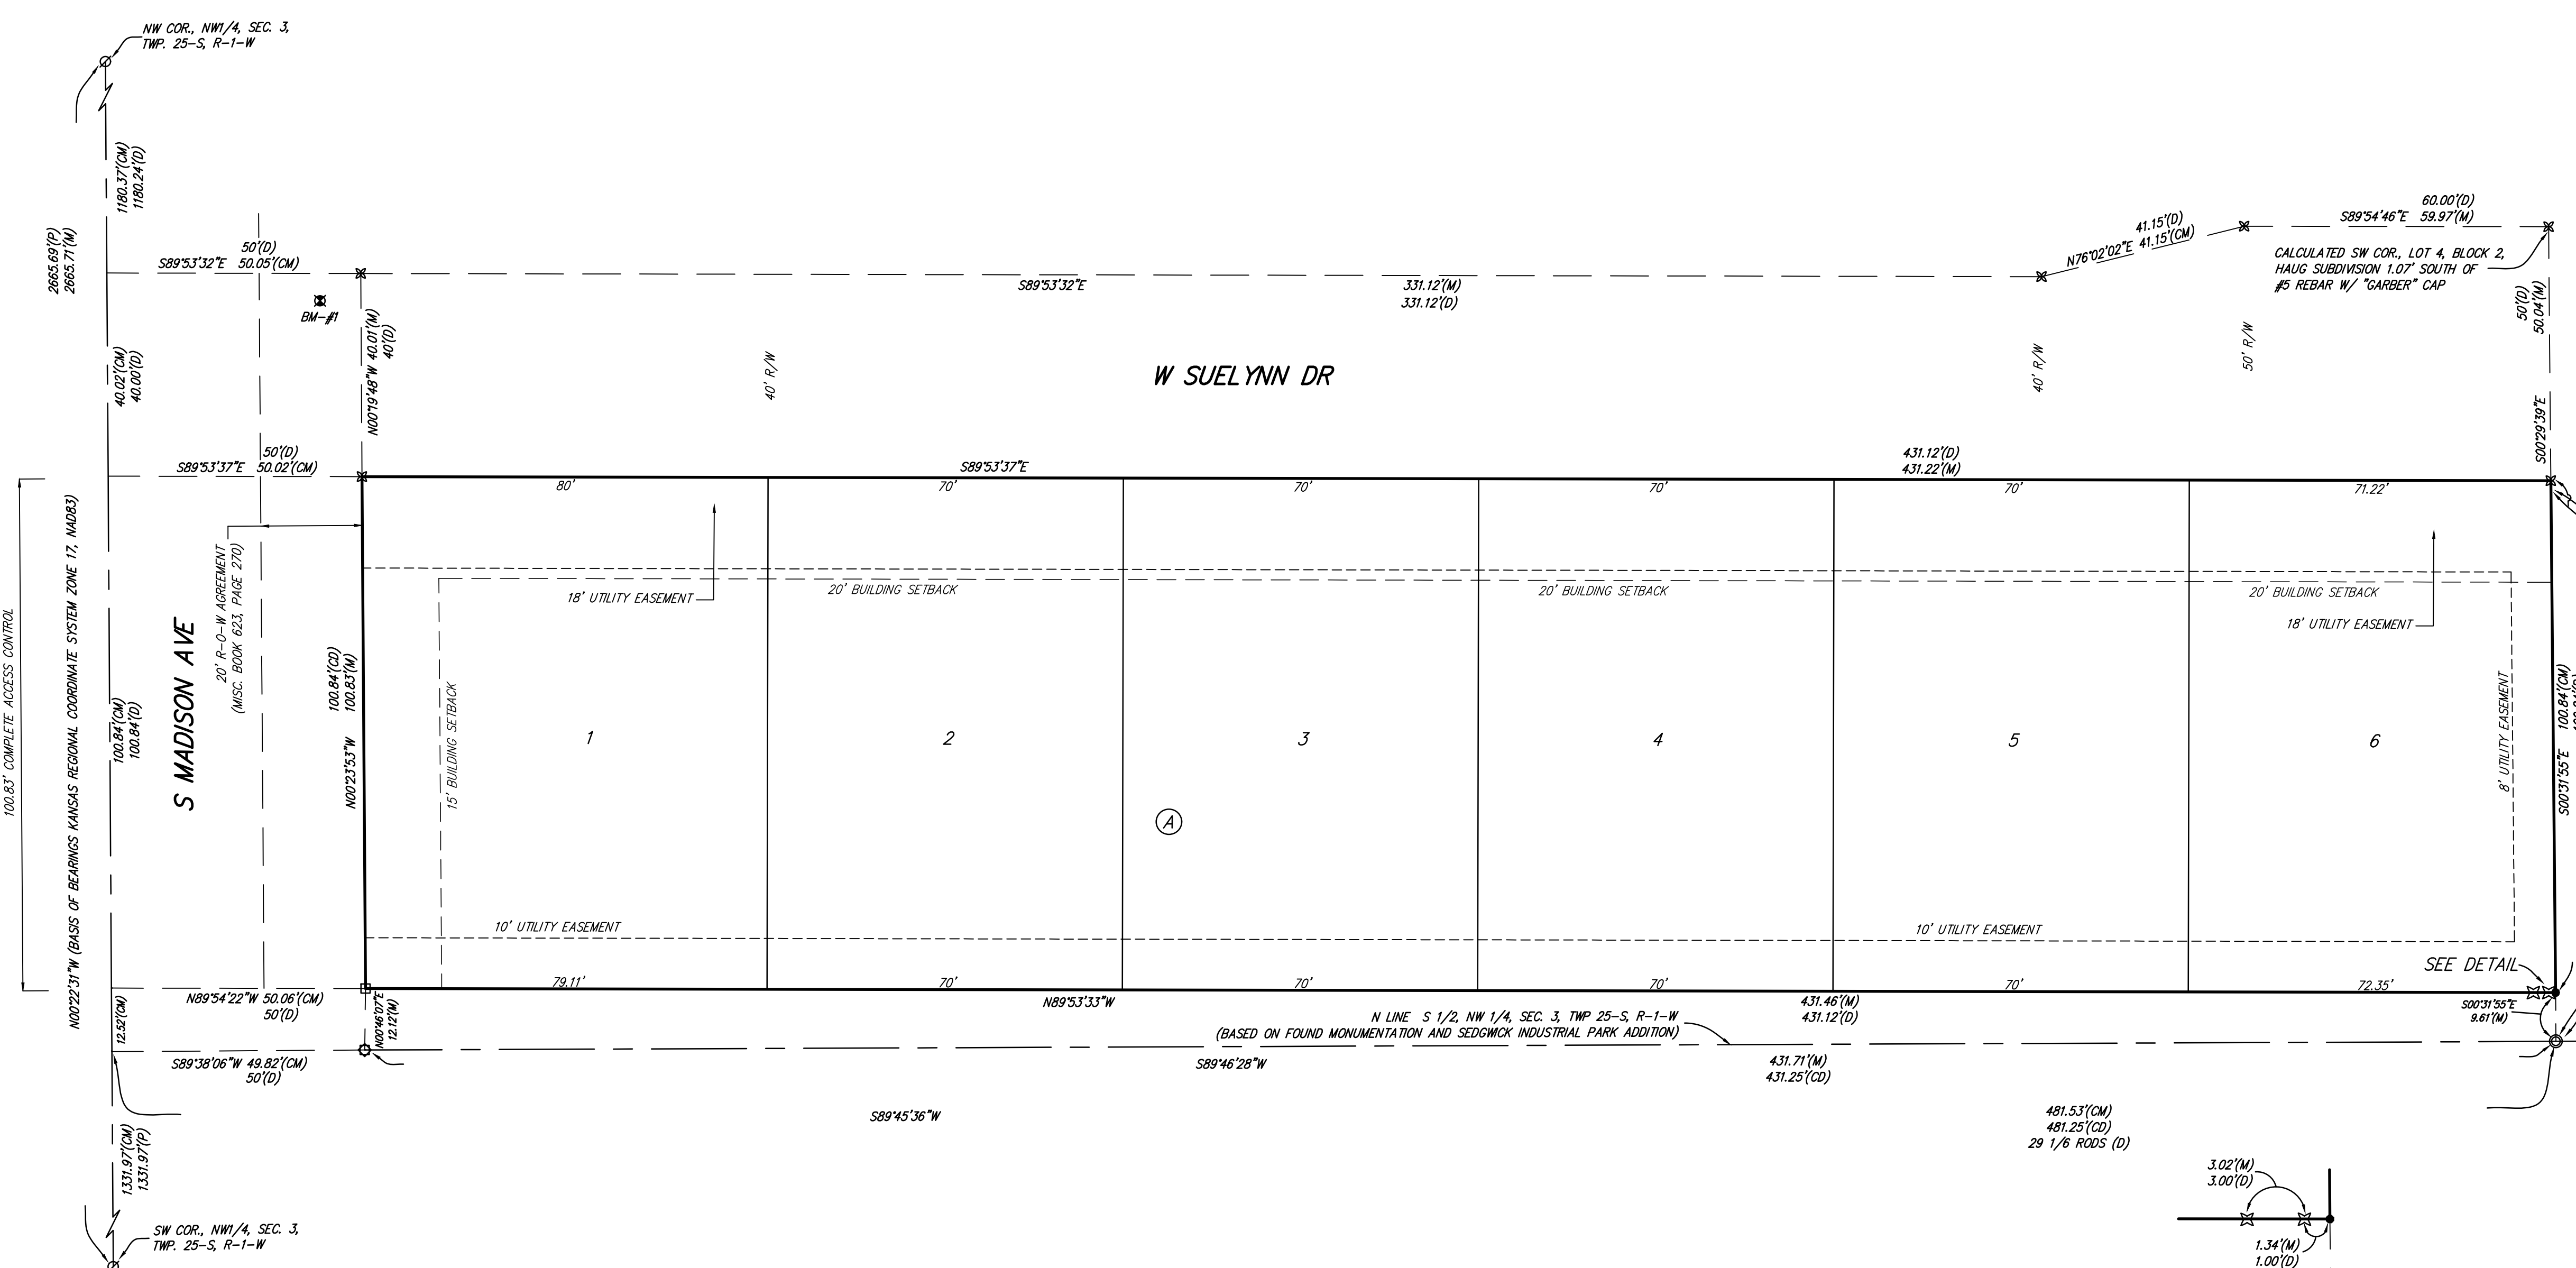 NW COR., NW1/4, SEC. 3,
TWP. 25-S, R-1-W
1180.37'(CM)
1180.24'(D)
2665.69'(P)
2665.71'(M)
50'(D)
S89°53'32"E 50.05'(CM)
BM-#1
N00°19'48"W 40.01'(M)
40'(D)
40.02'(CM)
40.00'(D)
S89°53'32"E
331.12'(M)
331.12'(D)
N76°02'02"E 41.15'(CM)
41.15'(D)
60.00'(D)
S89°54'46"E 59.97'(M)
CALCULATED SW COR., LOT 4, BLOCK 2,
HAUG SUBDIVISION 1.07' SOUTH OF
#5 REBAR W/ "GARBER" CAP
50'(D)
50.04'(M)
S00°29'39"E
40' R/W
W SUELYNN DR
40' R/W
50' R/W
50'(D)
S89°53'37"E 50.02'(CM)
S89°53'37"E
431.12'(D)
431.22'(M)
80'
70'
70'
70'
70'
71.22'
100.83' COMPLETE ACCESS CONTROL
N00°22'31"W (BASIS OF BEARINGS KANSAS REGIONAL COORDINATE SYSTEM ZONE 17, NAD83)
100.84'(CM)
100.84'(D)
S MADISON AVE
20' R-O-W AGREEMENT
(MISC. BOOK 623, PAGE 270)
100.84'(CD)
N00°23'53"W 100.83'(M)
18' UTILITY EASEMENT
20' BUILDING SETBACK
20' BUILDING SETBACK
20' BUILDING SETBACK
18' UTILITY EASEMENT
15' BUILDING SETBACK
8' UTILITY EASEMENT
S00°31'55"E 100.84'(CM)
1
2
3
4
5
6
A
10' UTILITY EASEMENT
10' UTILITY EASEMENT
SEE DETAIL
79.11'
70'
70'
70'
70'
72.35'
N89°54'22"W 50.06'(CM)
50'(D)
12.52'(CM)
N00°46'07"E
12.12'(M)
N89°53'33"W
431.46'(M)
431.12'(D)
S00°31'55"E
9.61'(M)
N LINE S 1/2, NW 1/4, SEC. 3, TWP 25-S, R-1-W
(BASED ON FOUND MONUMENTATION AND SEDGWICK INDUSTRIAL PARK ADDITION)
S89°38'06"W 49.82'(CM)
50'(D)
S89°46'28"W
431.71'(M)
431.25'(CD)
S89°45'36"W
481.53'(CM)
481.25'(CD)
29 1/6 RODS (D)
1331.97'(CM)
1331.97'(P)
3.02'(M)
3.00'(D)
1.34'(M)
1.00'(D)
SW COR., NW1/4, SEC. 3,
TWP. 25-S, R-1-W